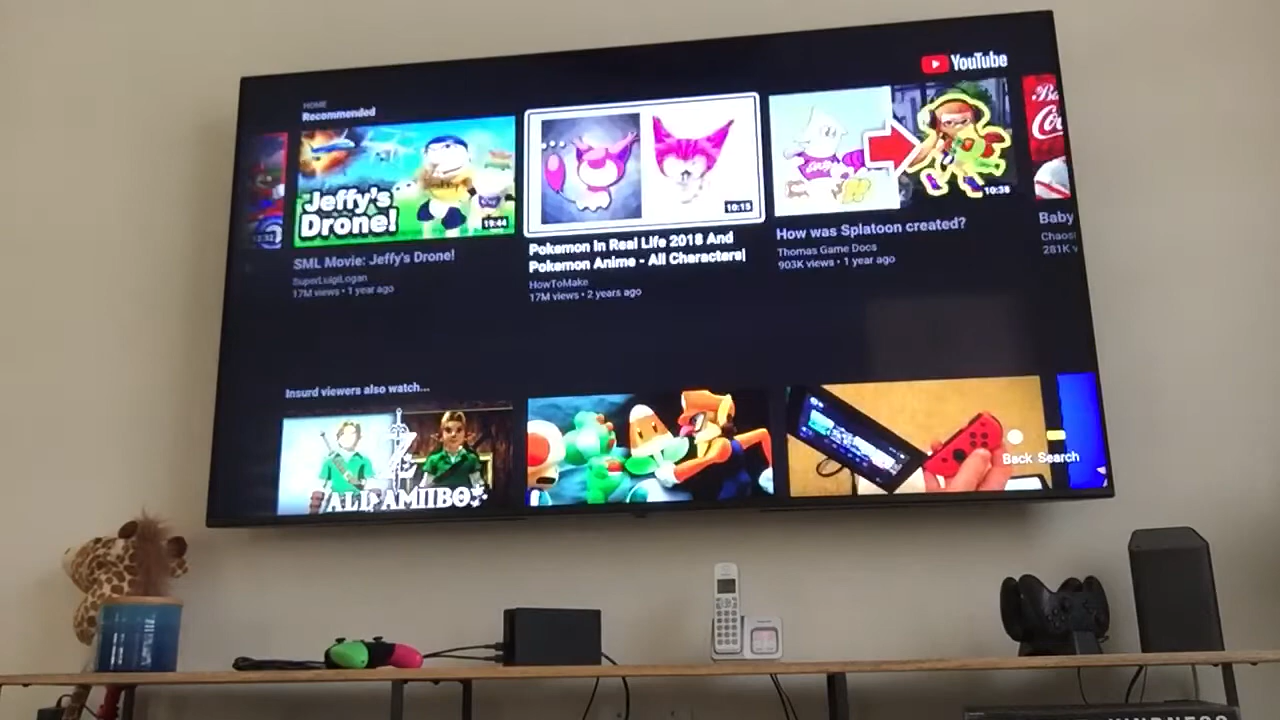 YouTube
HOME
Recommended
Jeffy's
Drone!
19:44
10:15
10:38
12:32
SML Movie: Jeffy's Drone!
SuperLuigiLogan
17M views • 1 year ago
Pokemon In Real Life 2018 And
Pokemon Anime - All Characters|
HowToMake
17M views • 2 years ago
How was Splatoon created?
Thomas Game Docs
903K views • 1 year ago
Baby
Chaos
281K v
Insurd viewers also watch...
ALL AMIIBO
Back Search